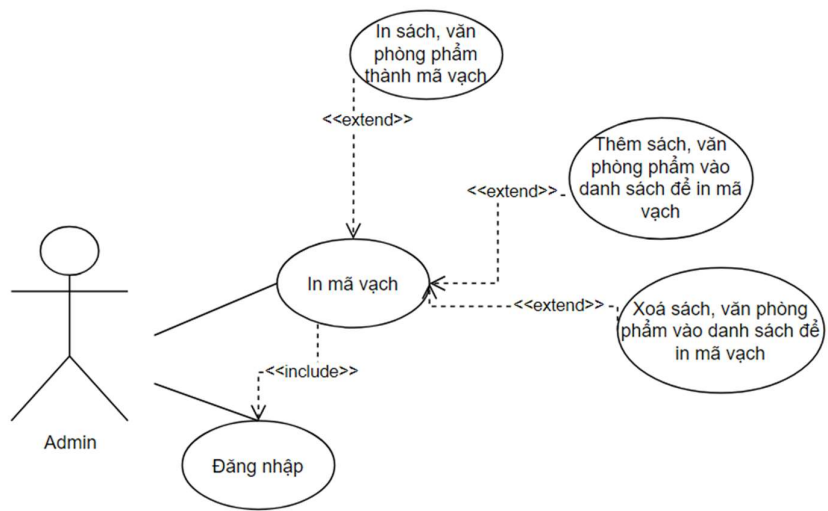 In sách, văn
phòng phẩm
thành mã vạch
<<extend>>
Thêm sách, văn
phòng phẩm vào
danh sách để in mã
vạch
<<extend>>
In mã vạch
<<extend>>
Xoá sách, văn phòng
phẩm vào danh sách để
in mã vạch
<<include>>
Admin
Đăng nhập